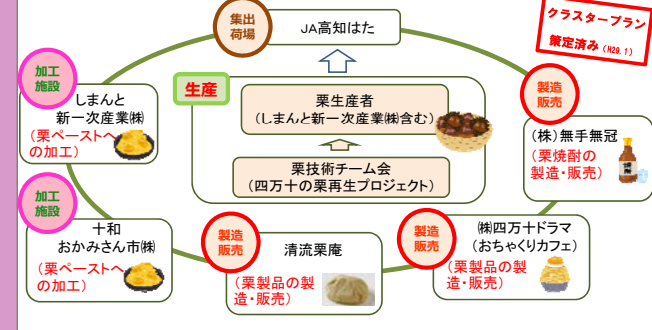 集出
荷場
JA高知はた
クラスタープラン
策定済み(H29.1)
加工
施設
しまんと
新一次産業㈱
(栗ペーストへ
の加工)
生産
栗生産者
(しまんと新一次産業㈱含む)
栗技術チーム会
(四万十の栗再生プロジェクト)
製造
販売
(株)無手無冠
(栗焼酎の
製造・販売)
焼酎
加工
施設
十和
おかみさん市㈱
(栗ペーストへ
の加工)
製造
販売
清流栗庵
(栗製品の製
造・販売)
製造
販売
㈱四万十ドラマ
(おちゃくりカフェ)
(栗製品の製
造・販売)